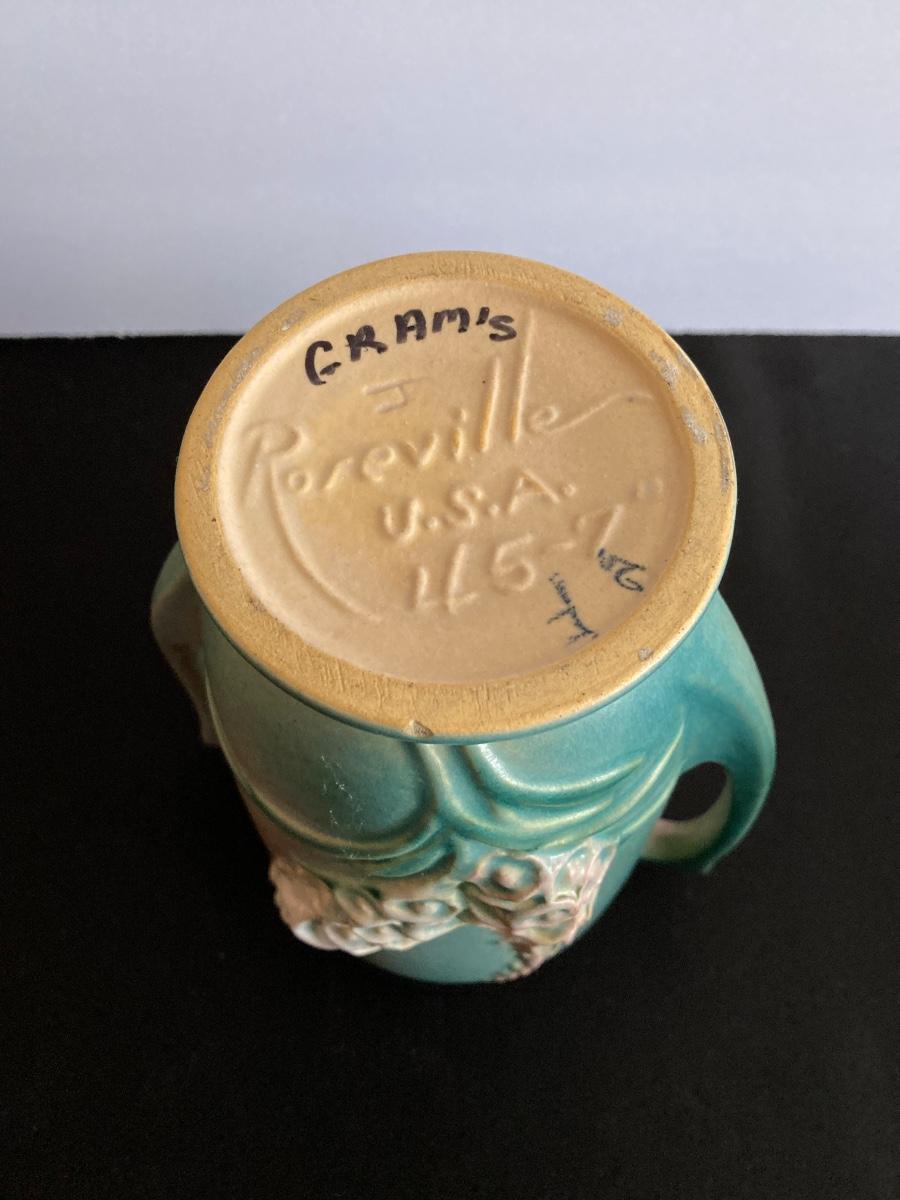 GRAM's
Roseville
U.S.A.
45-7"